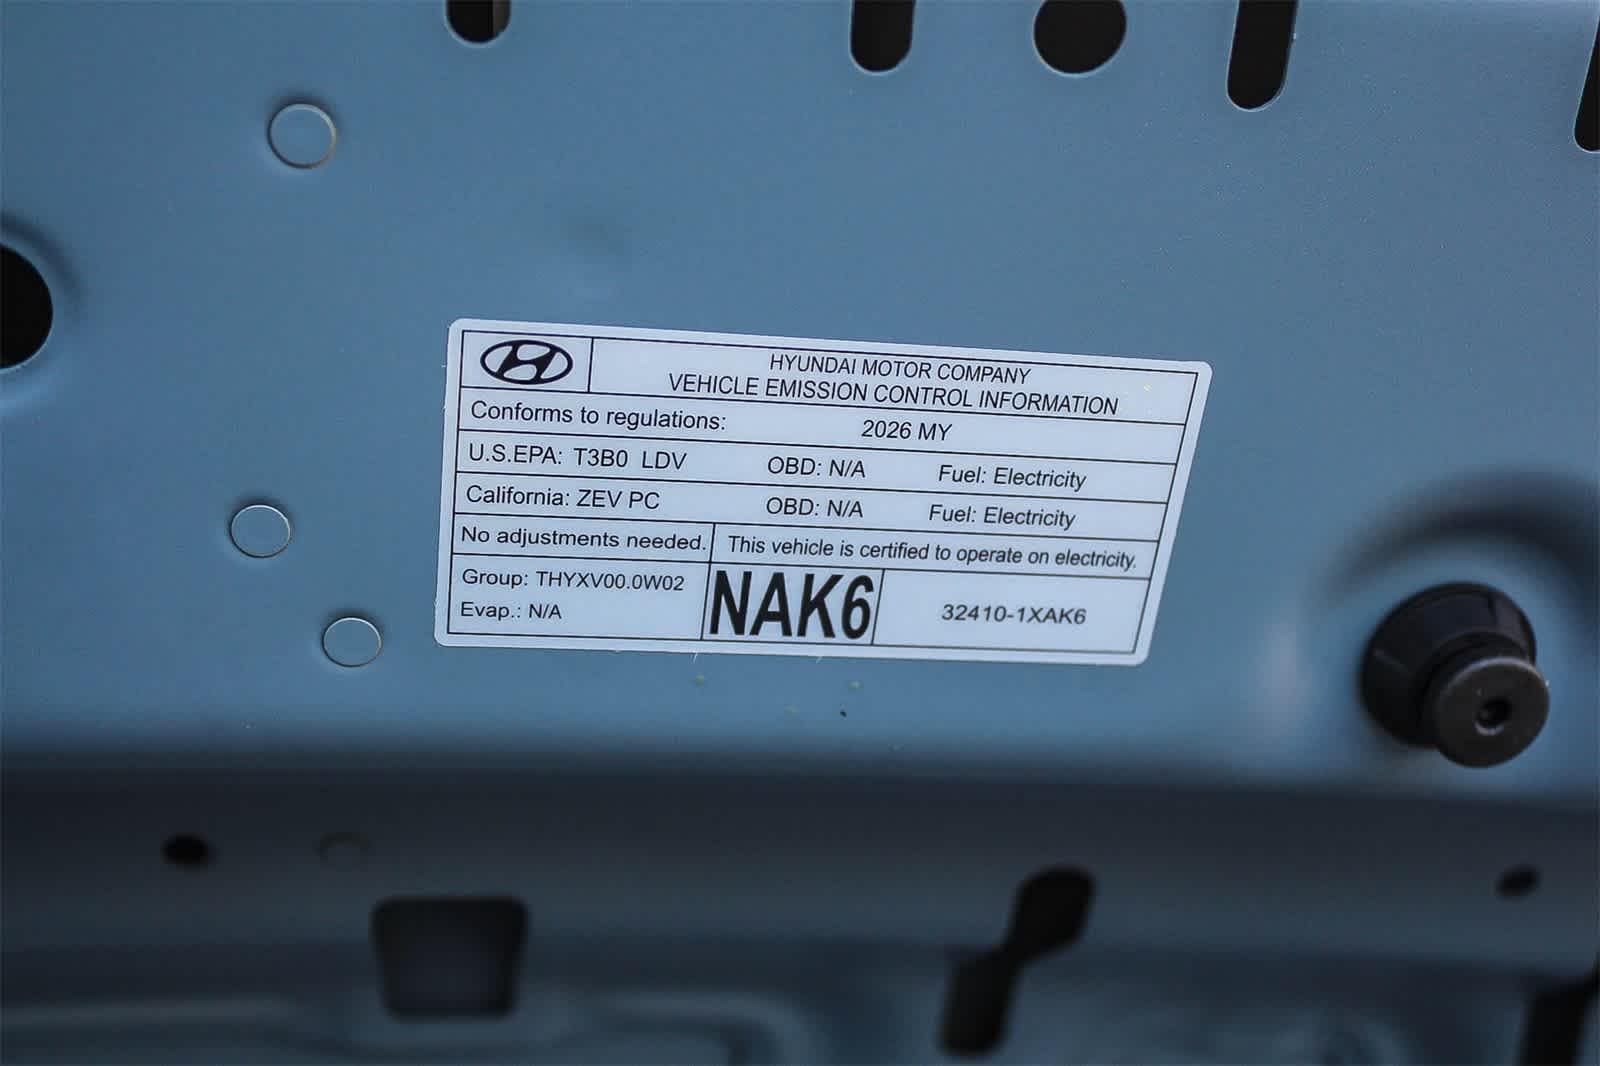 HYUNDAI MOTOR COMPANY
VEHICLE EMISSION CONTROL INFORMATION
Conforms to regulations: 2026 MY
U.S.EPA: T3B0 LDV OBD: N/A Fuel: Electricity
California: ZEV PC OBD: N/A Fuel: Electricity
No adjustments needed. This vehicle is certified to operate on electricity.
Group: THYXV00.0W02
Evap.: N/A
NAK6
32410-1XAK6